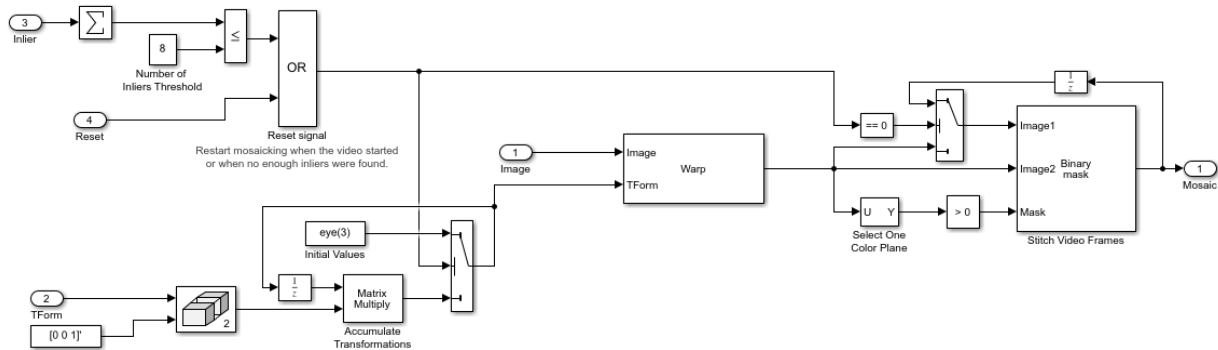 3
Inlier
∑
≤
8
Number of
Inliers Threshold
OR
4
Reset
Reset signal
Restart mosaicking when the video started
or when no enough inliers were found.
1
Image
Image
TForm
Warp
== 0
1
z
Image1
Image2
Mask
Binary
mask
Stitch Video Frames
1
Mosaic
U Y
Select One
Color Plane
> 0
eye(3)
Initial Values
1
z
Matrix
Multiply
Accumulate
Transformations
2
TForm
[0 0 1]'
2